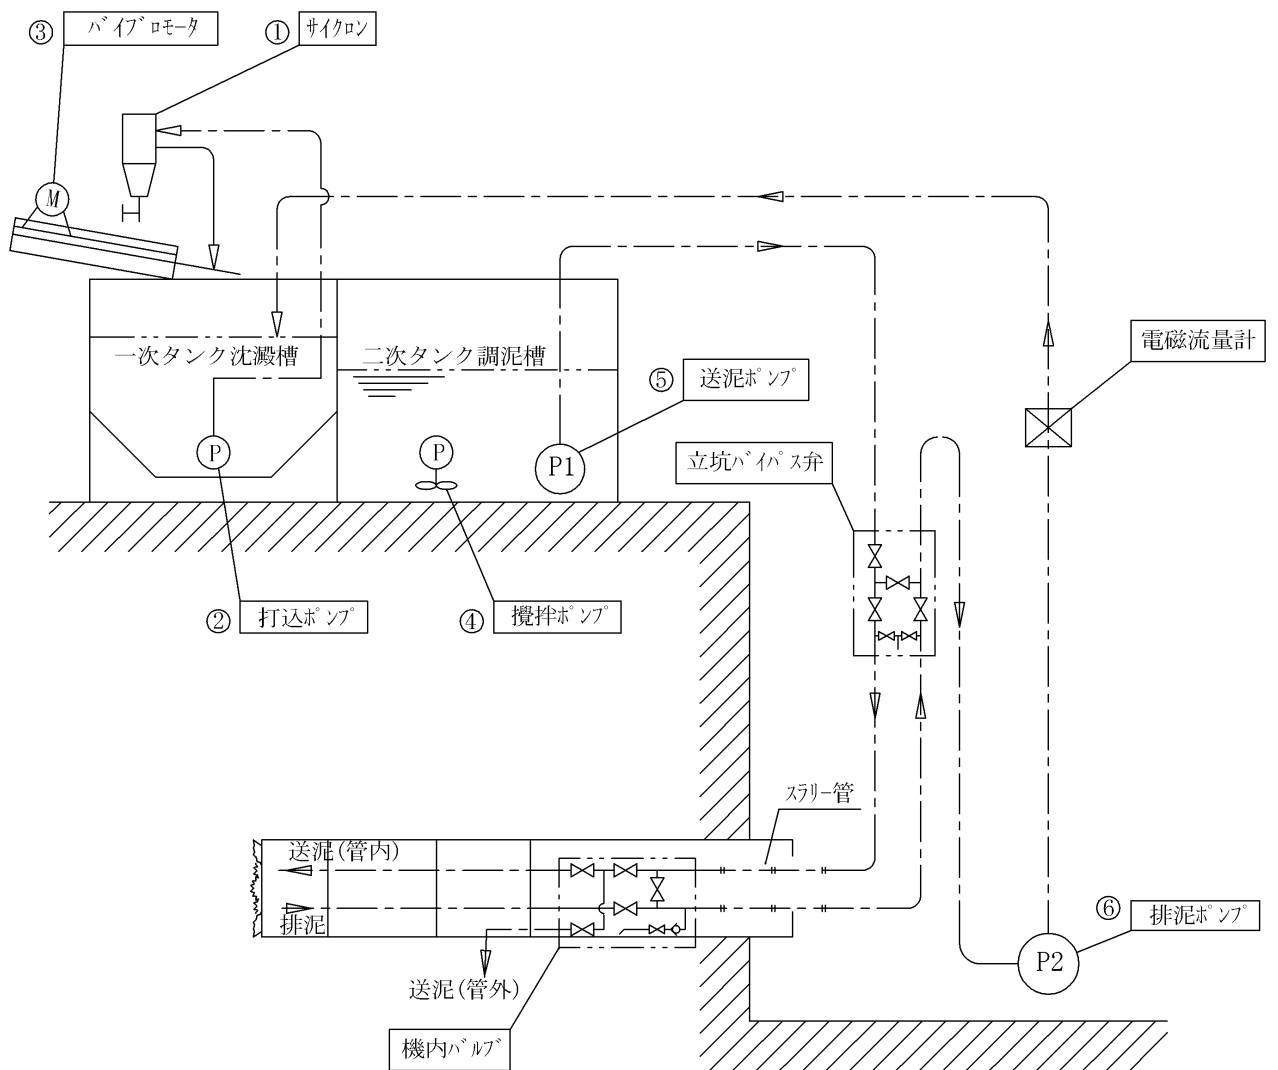 ③ バイブロモータ
① サイクロン
M
電磁流量計
一次タンク沈澱槽
二次タンク調泥槽
⑤ 送泥ポンプ
P
P
P1
立坑バイパス弁
② 打込ポンプ
④ 攪拌ポンプ
スラリー管
送泥(管内)
排泥
⑥ 排泥ポンプ
P2
送泥(管外)
機内バルブ